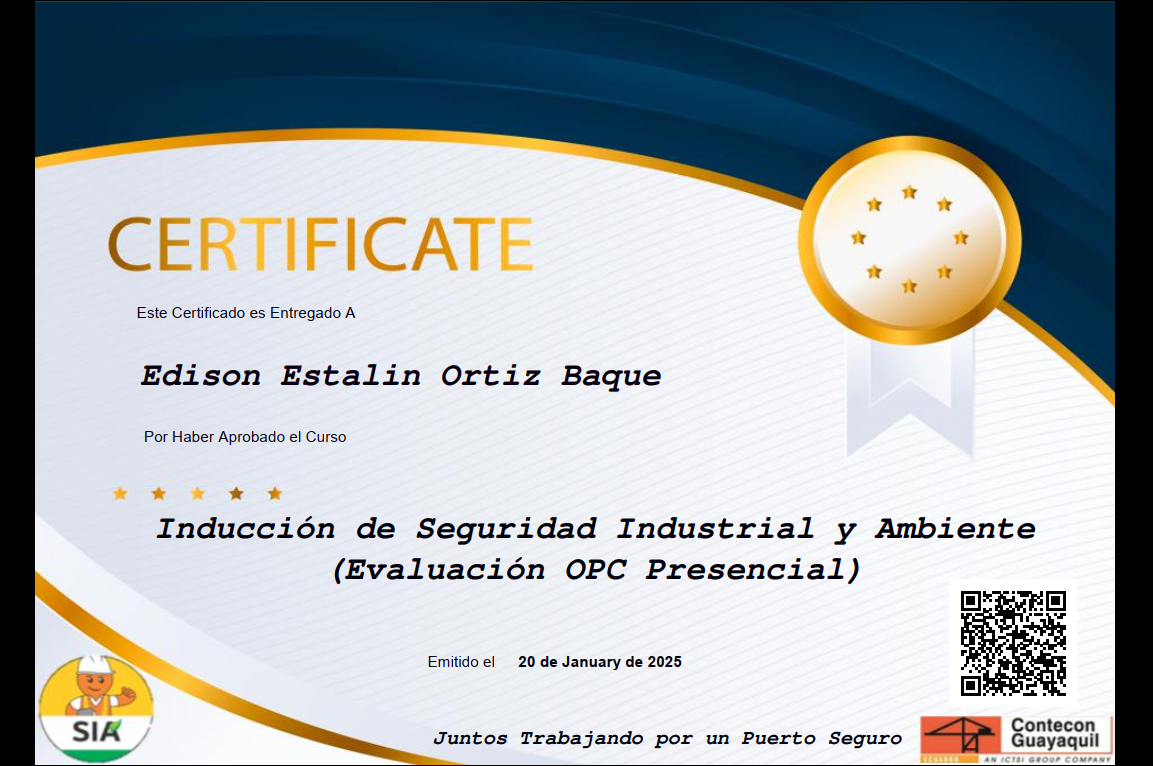 CERTIFICATE
Este Certificado es Entregado A
Edison Estalin Ortiz Baque
Por Haber Aprobado el Curso
Inducción de Seguridad Industrial y Ambiente
(Evaluación OPC Presencial)
Emitido el 20 de January de 2025
SIA
Juntos Trabajando por un Puerto Seguro
Contecon
Guayaquil
ECUADOR
AN ICTSI GROUP COMPANY